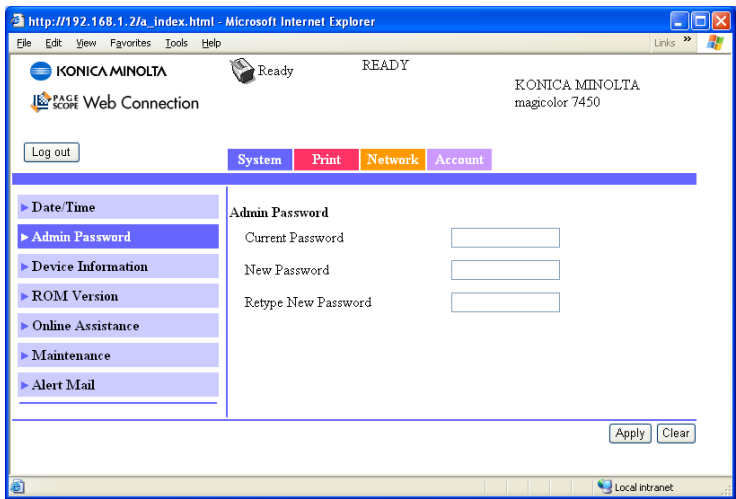 http://192.168.1.2/a_index.html - Microsoft Internet Explorer
File Edit View Favorites Tools Help Links »
KONICA MINOLTA
Ready
READY
KONICA MINOLTA
magicolor 7450
PAGE SCOPE Web Connection
Log out
System Print Network Account
Date/Time
Admin Password
Device Information
ROM Version
Online Assistance
Maintenance
Alert Mail
Admin Password
Current Password
New Password
Retype New Password
Apply Clear
Local intranet